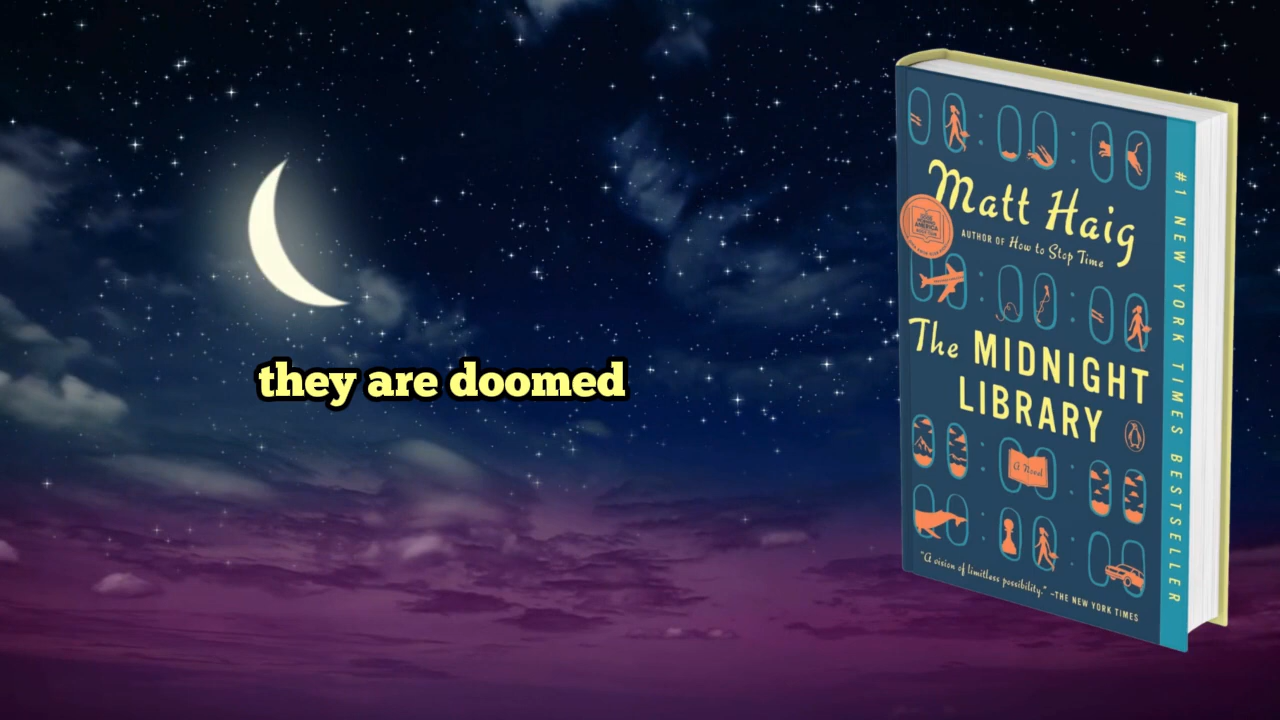 they are doomed
Matt Haig
AUTHOR OF How to Stop Time
The MIDNIGHT
LIBRARY
A Novel
"A vision of limitless possibility." —THE NEW YORK TIMES
#1 NEW YORK TIMES BESTSELLER